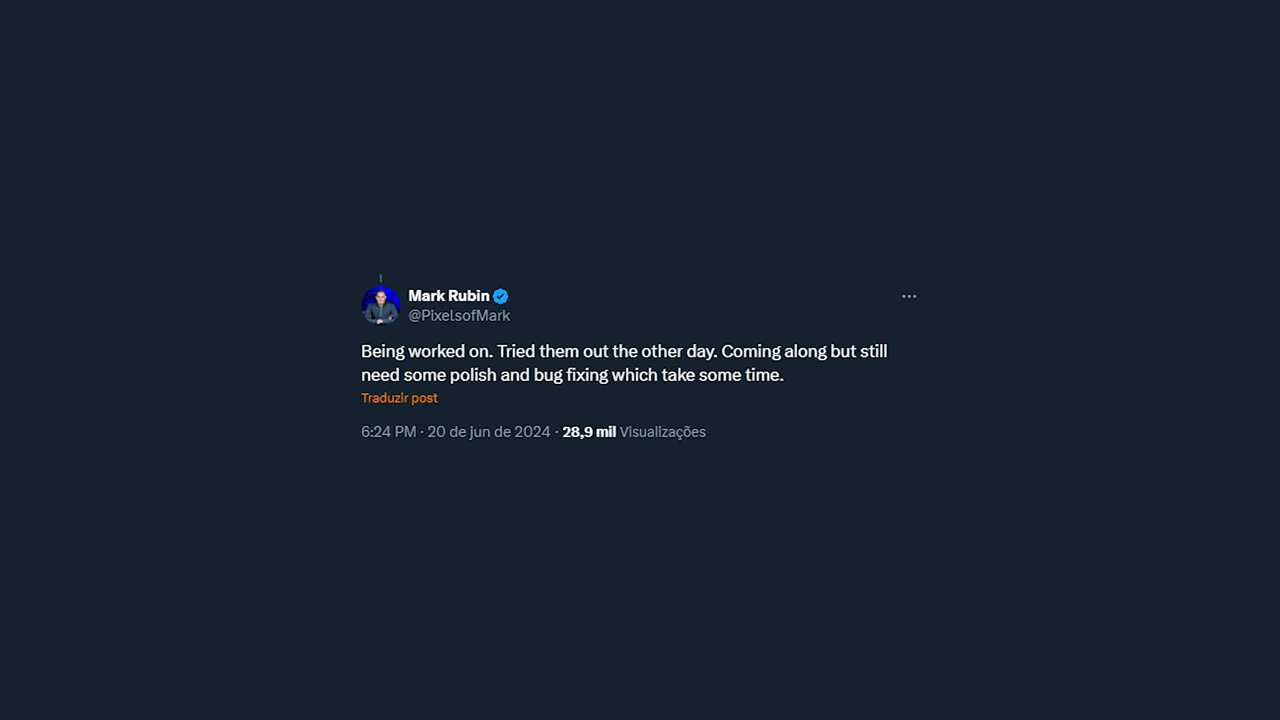 Mark Rubin
@PixelsofMark
Being worked on. Tried them out the other day. Coming along but still
need some polish and bug fixing which take some time.
Traduzir post
6:24 PM · 20 de jun de 2024 · 28,9 mil Visualizações